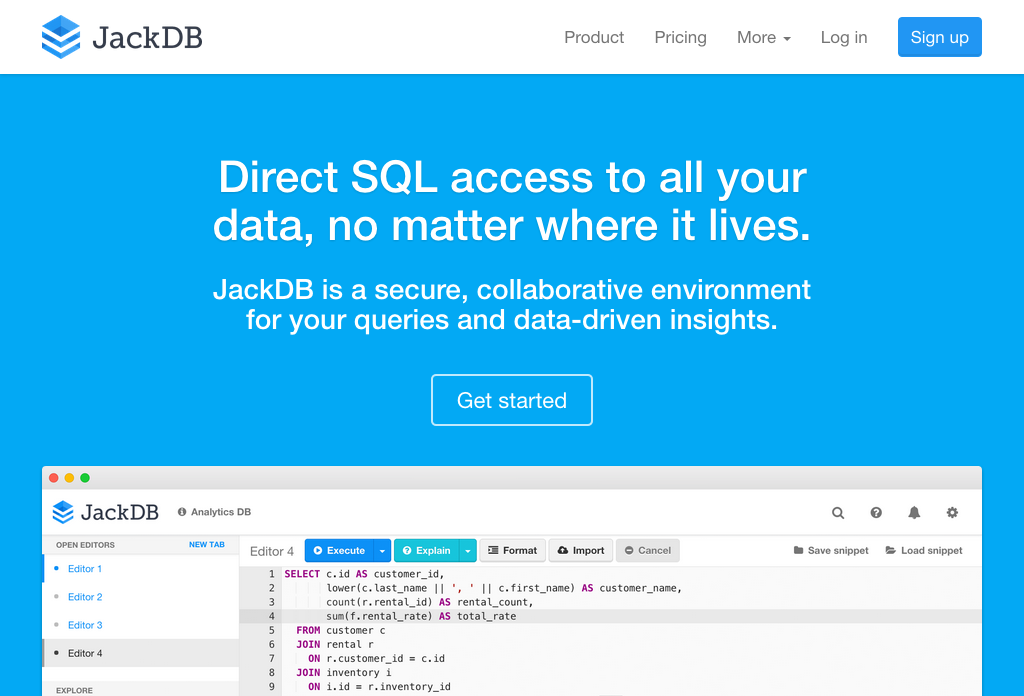 JackDB
Product Pricing More Log in Sign up
Direct SQL access to all your
data, no matter where it lives.
JackDB is a secure, collaborative environment
for your queries and data-driven insights.
Get started
JackDB Analytics DB
OPEN EDITORS NEW TAB
Editor 1
Editor 2
Editor 3
Editor 4
EXPLORE
Editor 4 Execute Explain Format Import Cancel Save snippet Load snippet
1 SELECT c.id AS customer_id,
2 lower(c.last_name || ', ' || c.first_name) AS customer_name,
3 count(r.rental_id) AS rental_count,
4 sum(f.rental_rate) AS total_rate
5 FROM customer c
6 JOIN rental r
7 ON r.customer_id = c.id
8 JOIN inventory i
9 ON i.id = r.inventory_id